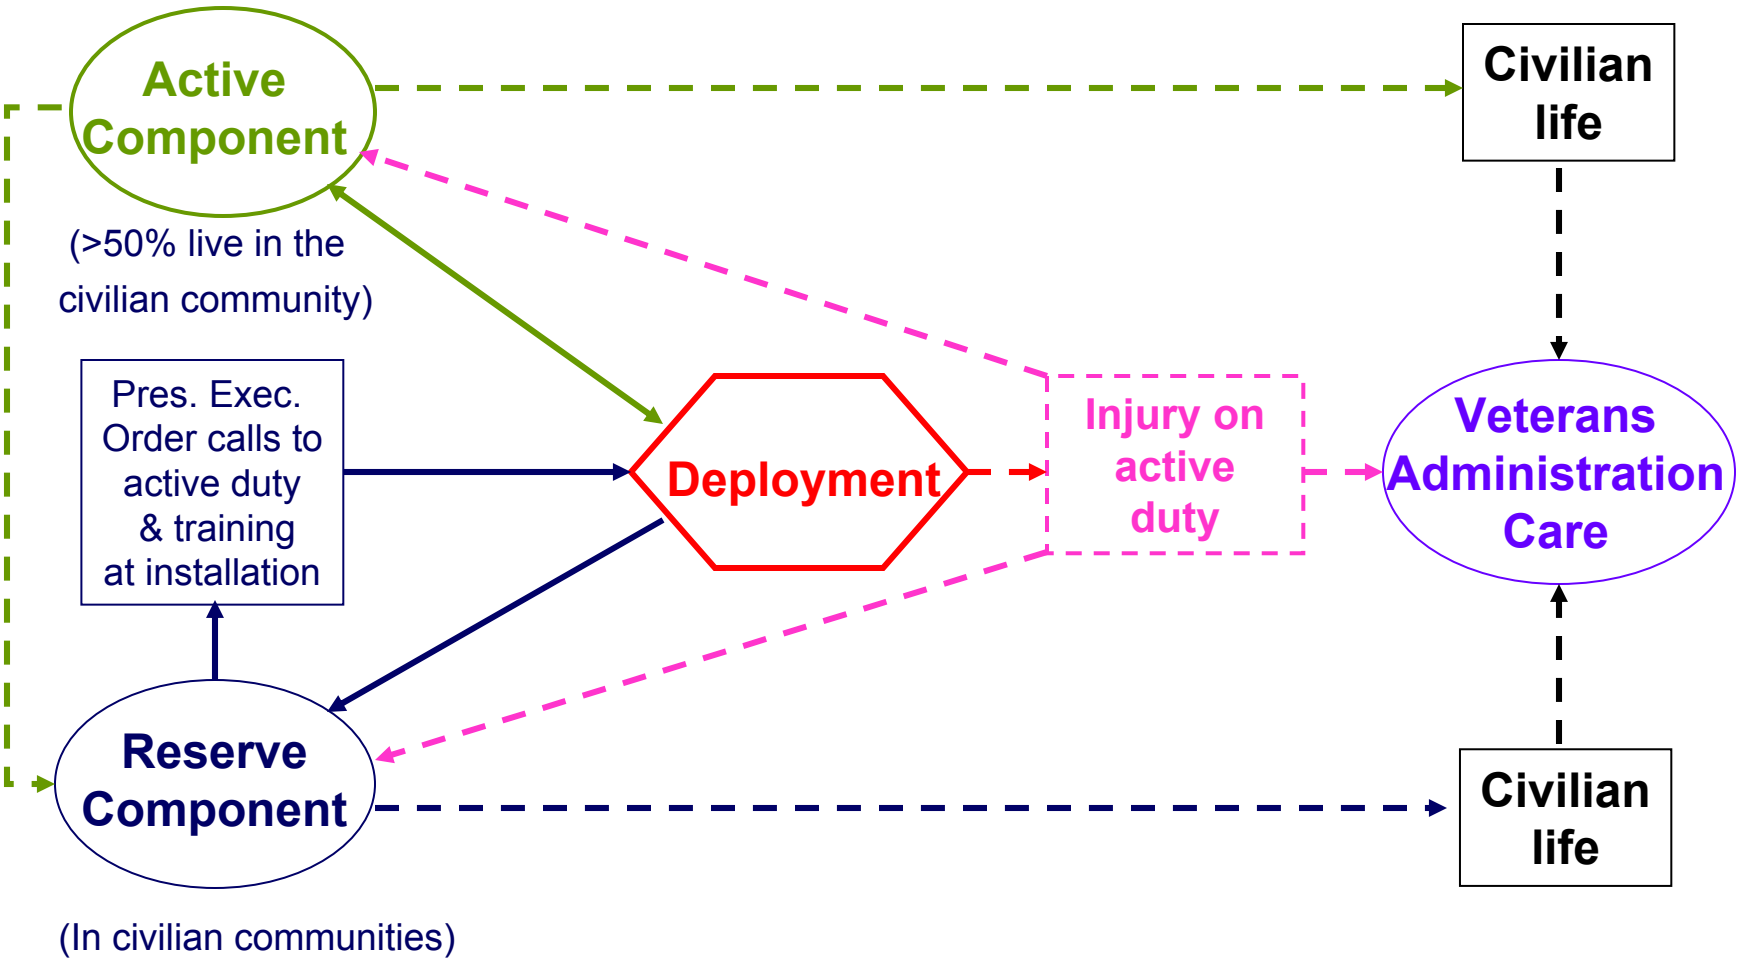 Active
Component
(>50% live in the
civilian community)
Pres. Exec.
Order calls to
active duty
& training
at installation
Reserve
Component
(In civilian communities)
Deployment
Injury on
active
duty
Civilian
life
Veterans
Administration
Care
Civilian
life